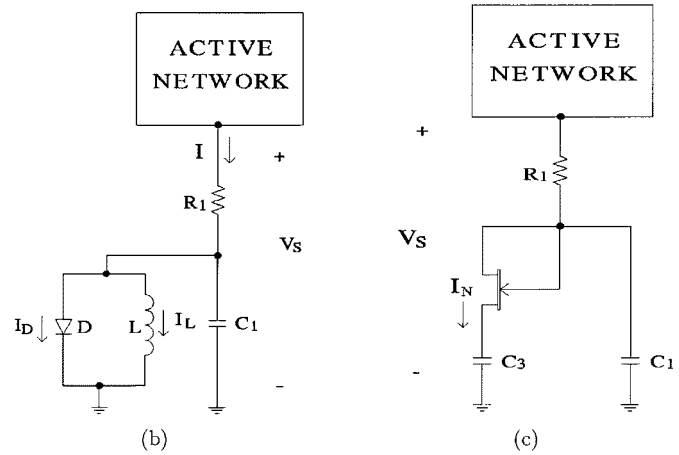 ACTIVE
NETWORK
I
+
R1
VS
ID
D
L
IL
C1
-
(b)
ACTIVE
NETWORK
+
R1
VS
IN
C3
C1
-
(c)